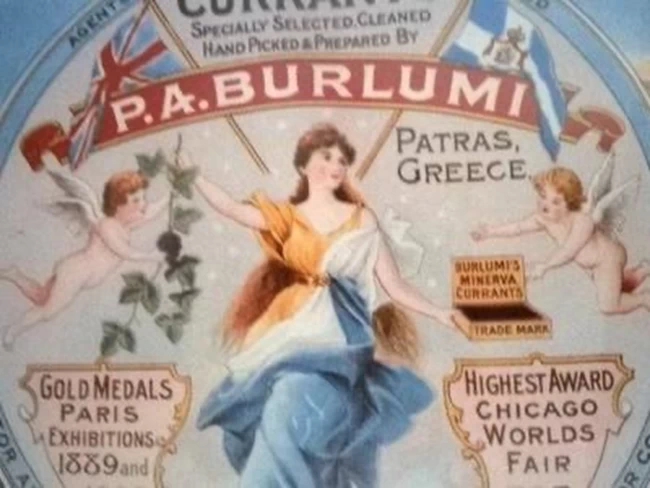 AGENTS
SPECIALLY SELECTED, CLEANED
HAND PICKED & PREPARED BY
P.A. BURLUMI
PATRAS,
GREECE.
BURLUMI'S
MINERVA
CURRANTS
TRADE MARK
GOLD MEDALS
PARIS
EXHIBITIONS
1889 and
HIGHEST AWARD
CHICAGO
WORLDS
FAIR